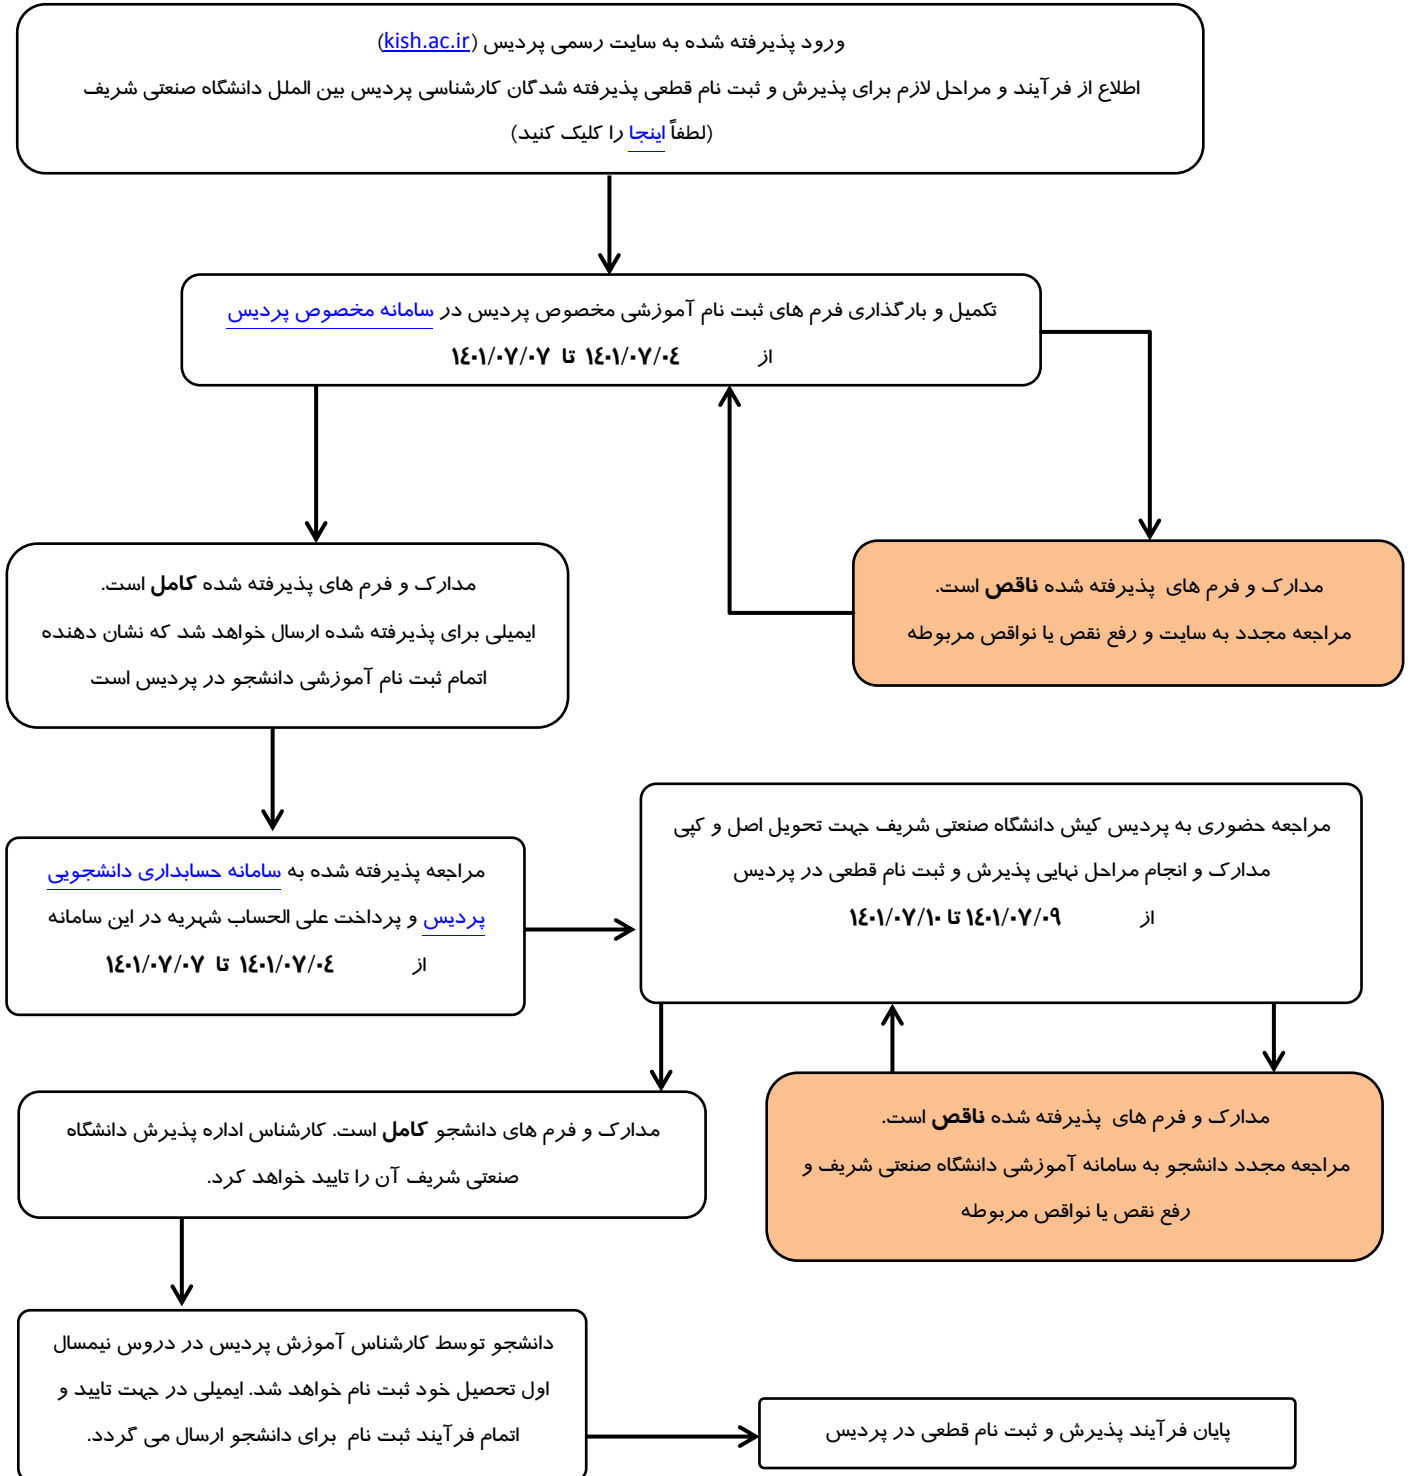 ورود پذیرفته شده به سایت رسمی پردیس (kish.ac.ir)
اطلاع از فرآیند و مراحل لازم برای پذیرش و ثبت نام قطعی پذیرفته شدگان کارشناسی پردیس بین الملل دانشگاه صنعتی شریف
(لطفاً اینجا را کلیک کنید)
تکمیل و بارگذاری فرم های ثبت نام آموزشی مخصوص پردیس در سامانه مخصوص پردیس
از ۱٤۰۱/۰۷/۰٤ تا ۱٤۰۱/۰۷/۰۷
مدارک و فرم های پذیرفته شده ناقص است.
مراجعه مجدد به سایت و رفع نقص یا نواقص مربوطه
مدارک و فرم های پذیرفته شده کامل است.
ایمیلی برای پذیرفته شده ارسال خواهد شد که نشان دهنده
اتمام ثبت نام آموزشی دانشجو در پردیس است
مراجعه پذیرفته شده به سامانه حسابداری دانشجویی
پردیس و پرداخت علی الحساب شهریه در این سامانه
از ۱٤۰۱/۰۷/۰٤ تا ۱٤۰۱/۰۷/۰۷
مراجعه حضوری به پردیس کیش دانشگاه صنعتی شریف جهت تحویل اصل و کپی
مدارک و انجام مراحل نهایی پذیرش و ثبت نام قطعی در پردیس
از ۱٤۰۱/۰۷/۰۹ تا ۱٤۰۱/۰۷/۱۰
مدارک و فرم های پذیرفته شده ناقص است.
مراجعه مجدد دانشجو به سامانه آموزشی دانشگاه صنعتی شریف و
رفع نقص یا نواقص مربوطه
مدارک و فرم های دانشجو کامل است. کارشناس اداره پذیرش دانشگاه
صنعتی شریف آن را تایید خواهد کرد.
دانشجو توسط کارشناس آموزش پردیس در دروس نیمسال
اول تحصیل خود ثبت نام خواهد شد. ایمیلی در جهت تایید و
اتمام فرآیند ثبت نام برای دانشجو ارسال می گردد.
پایان فرآیند پذیرش و ثبت نام قطعی در پردیس